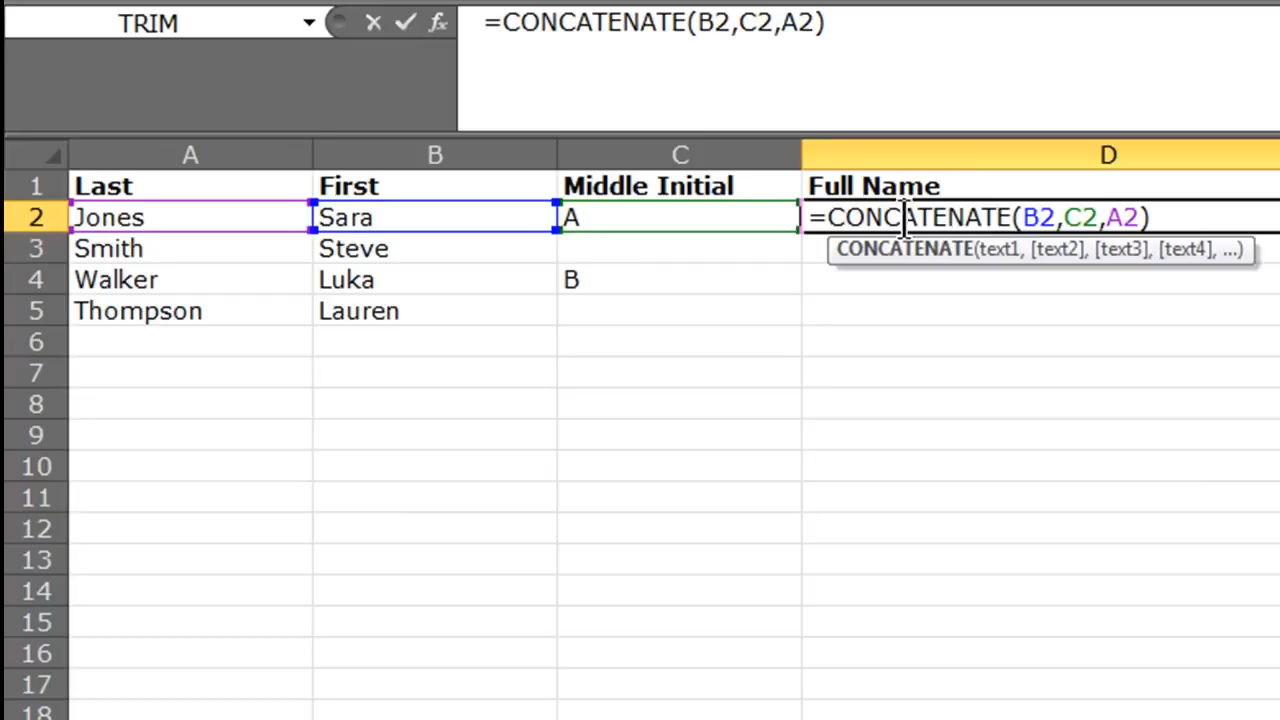 TRIM fx =CONCATENATE(B2,C2,A2)
A B C D
1 Last First Middle Initial Full Name
2 Jones Sara A =CONCATENATE(B2,C2,A2)
3 Smith Steve CONCATENATE(text1, [text2], [text3], [text4], ...)
4 Walker Luka B
5 Thompson Lauren
6
7
8
9
10
11
12
13
14
15
16
17
18